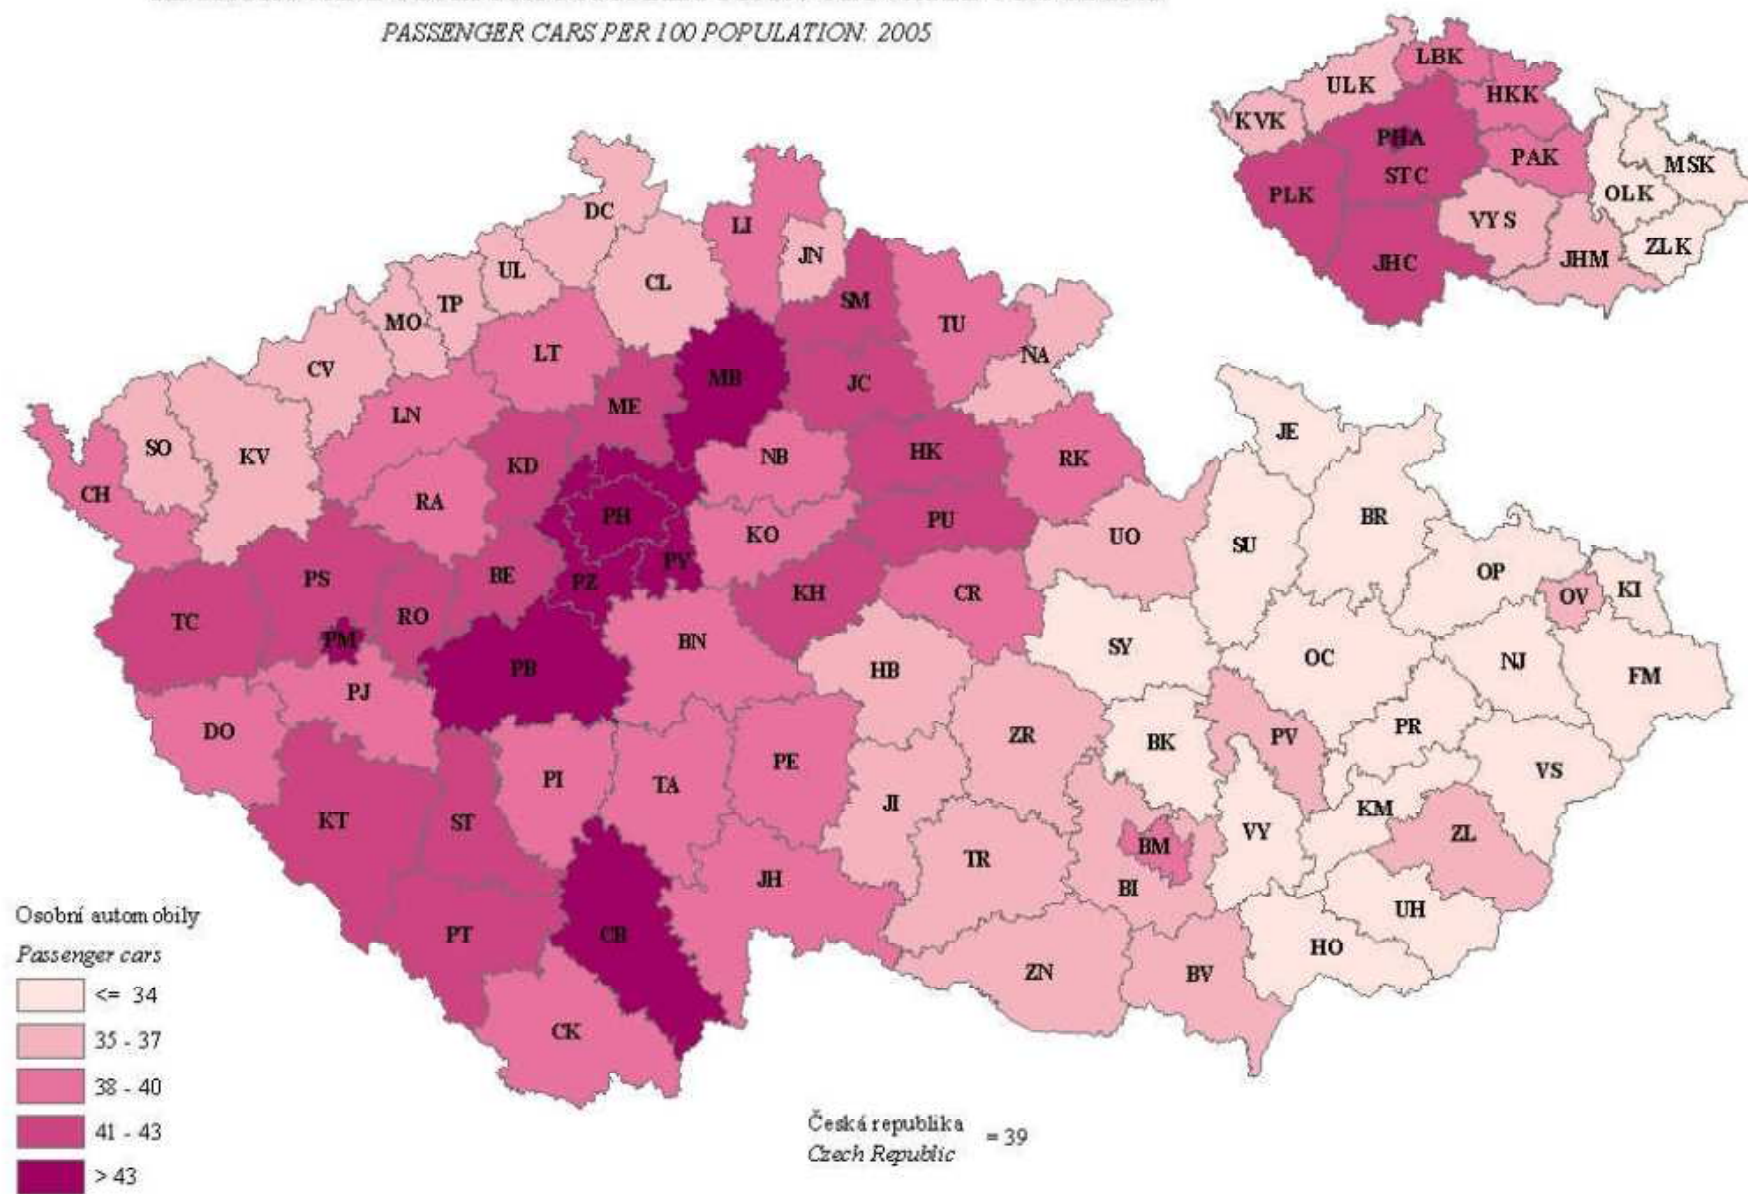 PASSENGER CARS PER 100 POPULATION: 2005
LBK
ULK
HKK
KVK
PHA
PAK
MSK
STC
PLK
OLK
VYS
ZLK
JHM
JHC
DC
LI
JN
UL
CL
TP
SM
MO
TU
LT
NA
CV
MB
JC
ME
LN
JE
SO
KV
KD
NB
HK
RK
CH
RA
PH
PU
BR
KO
UO
SU
PY
OP
PS
BE
PZ
KH
CR
OV
KI
TC
RO
PM
BN
SY
PB
HB
OC
NJ
FM
PJ
DO
ZR
BK
PV
PR
PE
VS
PI
TA
JI
KM
KT
ST
VY
ZL
BM
TR
JH
BI
UH
PT
CB
HO
ZN
BV
CK
Osobní automobily
Passenger cars
<= 34
35 - 37
38 - 40
41 - 43
> 43
Česká republika
= 39
Czech Republic